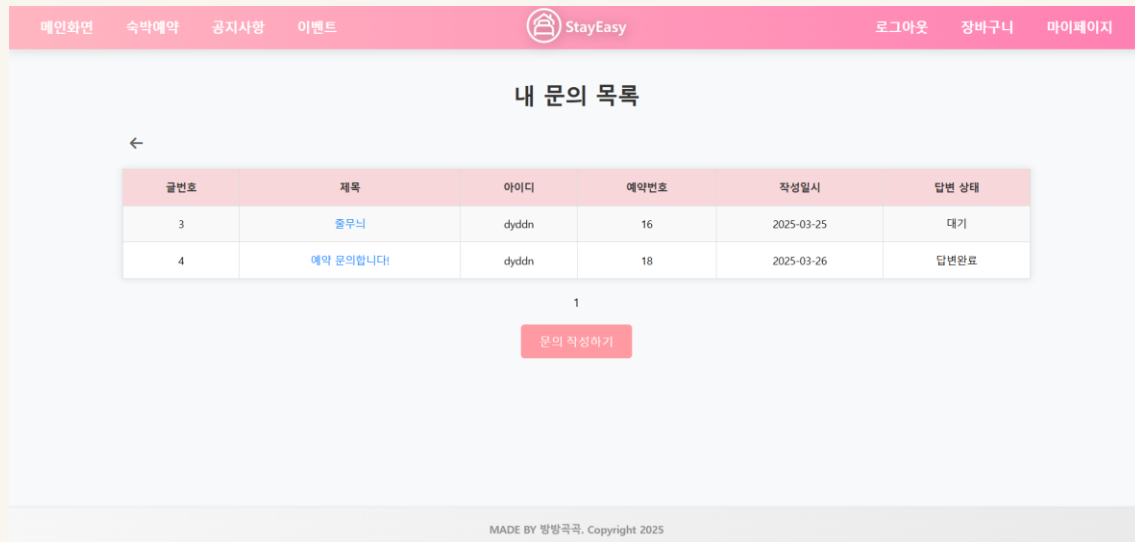 메인화면 숙박예약 공지사항 이벤트 StayEasy 로그아웃 장바구니 마이페이지
내 문의 목록
글번호 제목 아이디 예약번호 작성일시 답변 상태
3 줄무늬 dyddn 16 2025-03-25 대기
4 예약 문의합니다! dyddn 18 2025-03-26 답변완료
1
문의 작성하기
MADE BY 방방곡곡. Copyright 2025